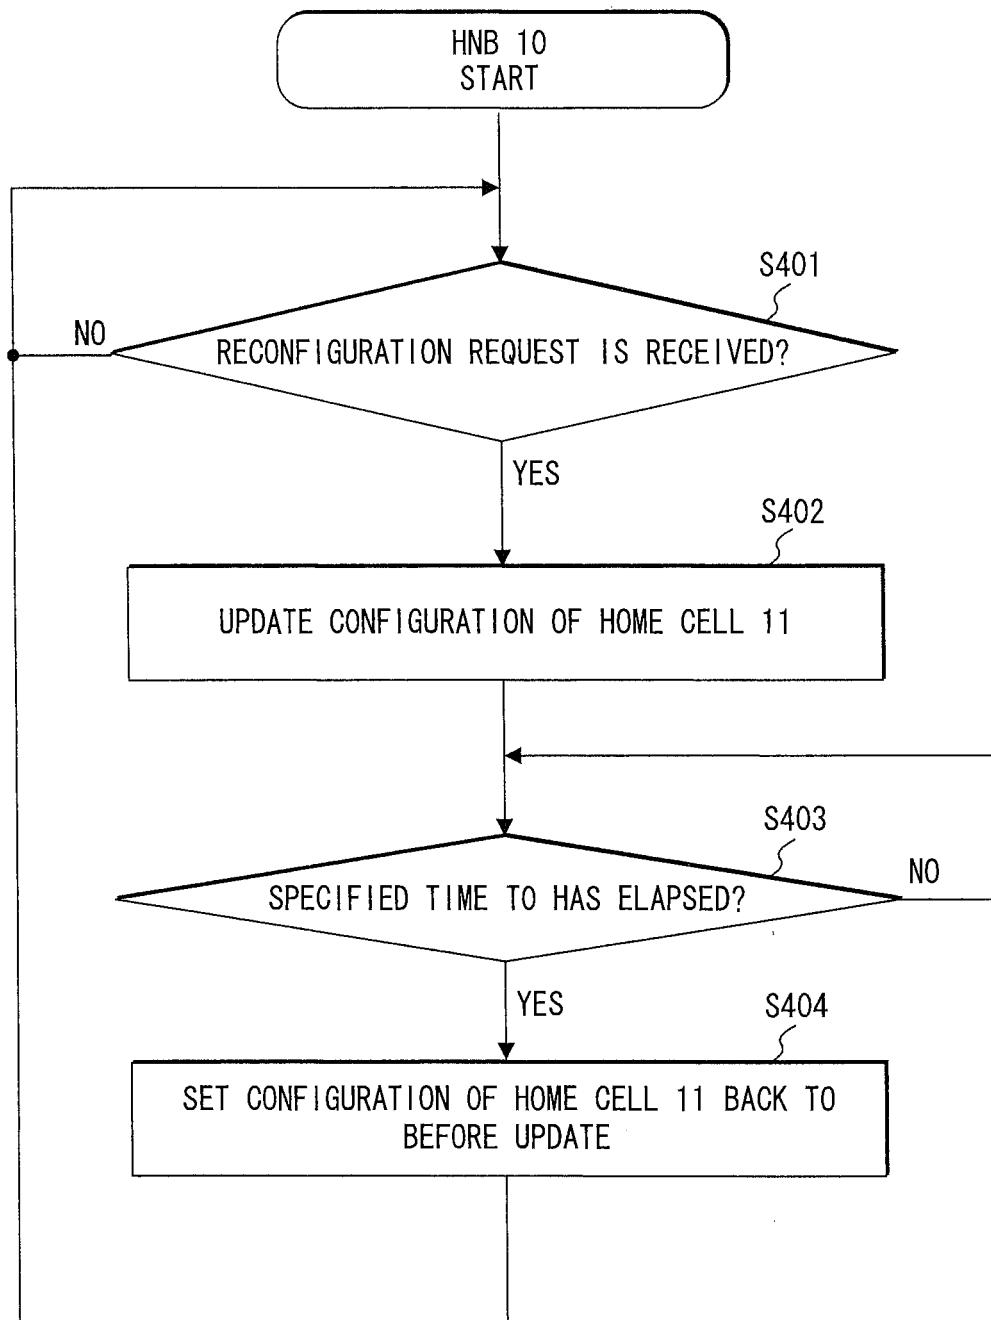 HNB 10
START
S401
NO
RECONFIGURATION REQUEST IS RECEIVED?
YES
S402
UPDATE CONFIGURATION OF HOME CELL 11
S403
NO
SPECIFIED TIME TO HAS ELAPSED?
YES
S404
SET CONFIGURATION OF HOME CELL 11 BACK TO
BEFORE UPDATE